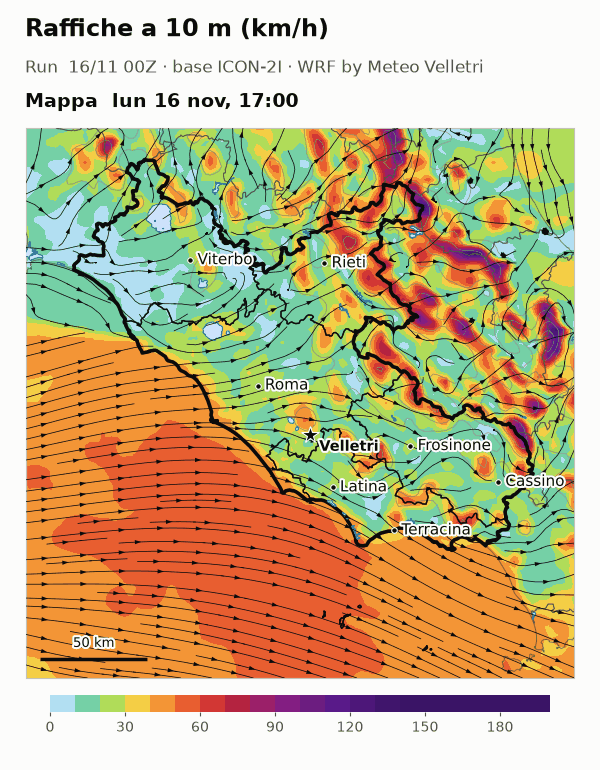 Raffiche a 10 m (km/h)
Run  16/11 00Z · base ICON-2I · WRF by Meteo Velletri
Mappa  lun 16 nov, 17:00
Viterbo
Rieti
Roma
Velletri
Frosinone
Latina
Cassino
Terracina
50 km
0 30 60 90 120 150 180